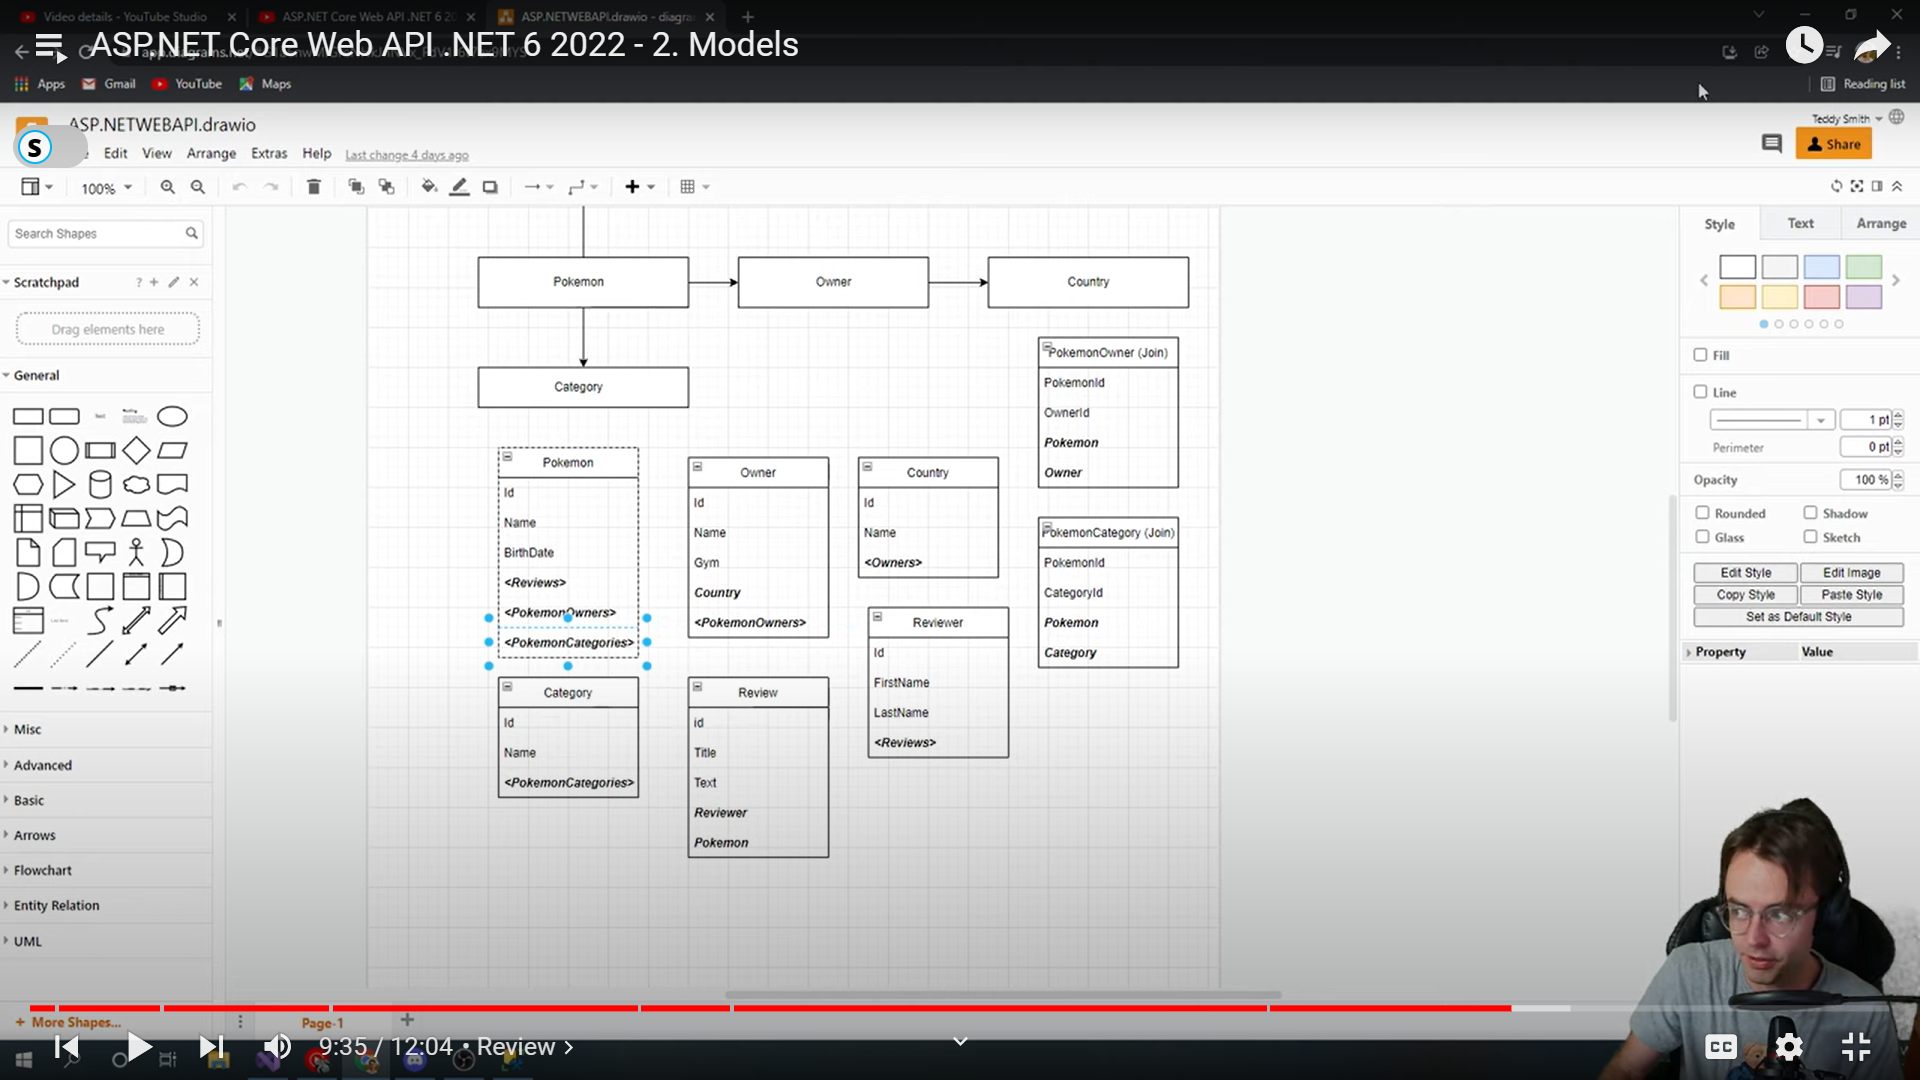 Video details - YouTube Studio
ASP.NET Core Web API .NET 6 20
ASP.NETWEBAPI.drawio - diagra
ASP.NET Core Web API .NET 6 2022 - 2. Models
Apps
Gmail
YouTube
Maps
Reading list
ASP.NETWEBAPI.drawio
Teddy Smith
S
Edit
View
Arrange
Extras
Help
Last change 4 days ago
Share
100%
Search Shapes
Scratchpad
Drag elements here
General
Misc
Advanced
Basic
Arrows
Flowchart
Entity Relation
UML
+ More Shapes...
Page-1
Pokemon
Owner
Country
Category
Pokemon
Id
Name
BirthDate
<Reviews>
<PokemonOwners>
<PokemonCategories>
Owner
Id
Name
Gym
Country
<PokemonOwners>
Country
Id
Name
<Owners>
PokemonOwner (Join)
PokemonId
OwnerId
Pokemon
Owner
PokemonCategory (Join)
PokemonId
CategoryId
Pokemon
Category
Category
Id
Name
<PokemonCategories>
Review
id
Title
Text
Reviewer
Pokemon
Reviewer
Id
FirstName
LastName
<Reviews>
Style
Text
Arrange
Fill
Line
1 pt
Perimeter
0 pt
Opacity
100 %
Rounded
Shadow
Glass
Sketch
Edit Style
Edit Image
Copy Style
Paste Style
Set as Default Style
Property
Value
9:35 / 12:04 • Review >
CC